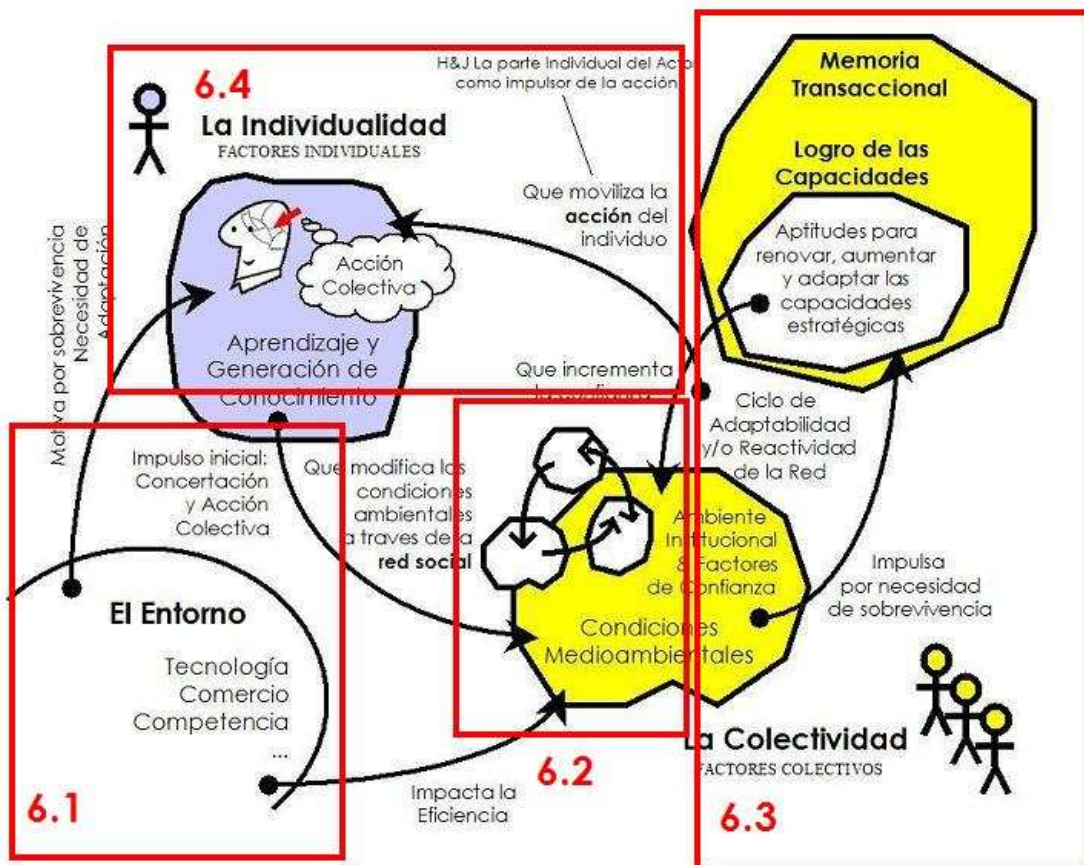 6.4
La Individualidad
FACTORES INDIVIDUALES
H&J La parte Individual del Acto
como impulsor de la acción
Que moviliza la
acción del
individuo
Acción
Colectiva
Aprendizaje y
Generación de
Conocimiento
Motiva por sobrevivencia
Necesidad de
Adaptación
Memoria
Transaccional
Logro de las
Capacidades
Aptitudes para
renovar, aumentar
y adaptar las
capacidades
estratégicas
Que incrementa
Ciclo de
Adaptabilidad
y/o Reactividad
de la Red
Impulso inicial:
Concertación
y Acción
Colectiva
Que modifica las
condiciones
ambientales
a traves de la
red social
Ambiente
Institucional
& Factores
de Confianza
Condiciones
Medioambientales
Impulsa
por necesidad
de sobrevivencia
El Entorno
Tecnología
Comercio
Competencia
...
6.1
Impacta la
Eficiencia
6.2
La Colectividad
FACTORES COLECTIVOS
6.3